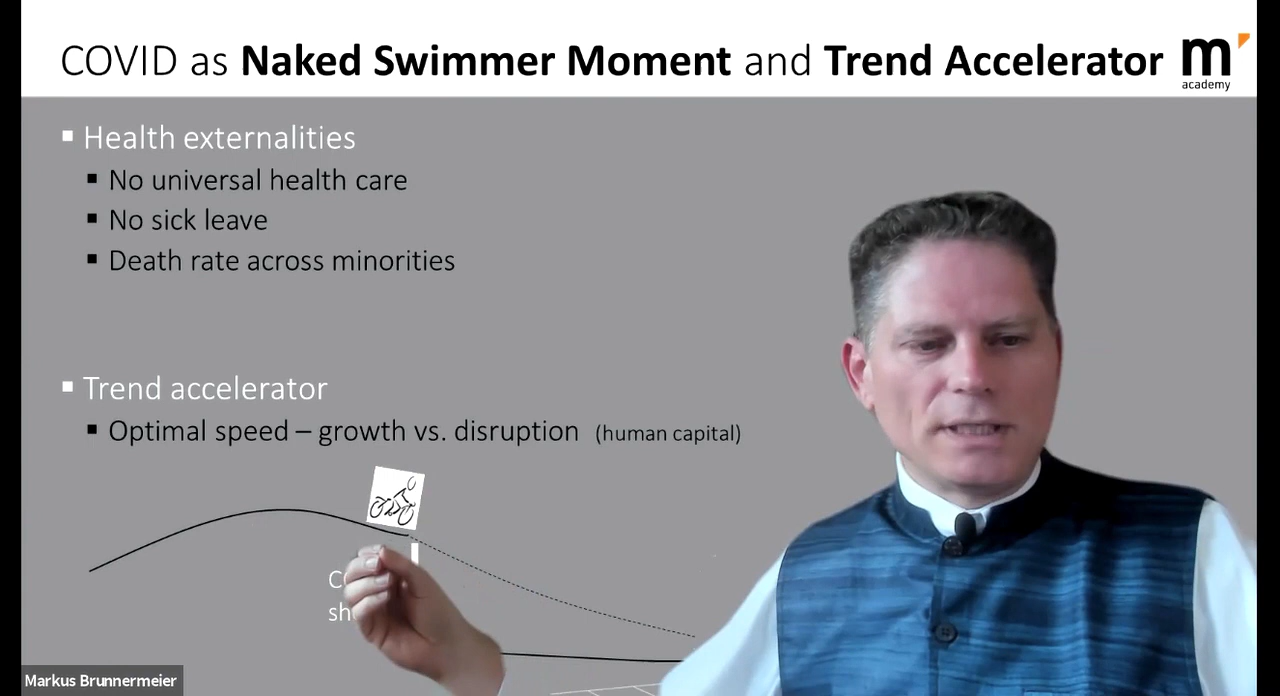 COVID as Naked Swimmer Moment and Trend Accelerator
m
academy
▪ Health externalities
▪ No universal health care
▪ No sick leave
▪ Death rate across minorities
▪ Trend accelerator
▪ Optimal speed – growth vs. disruption (human capital)
Markus Brunnermeier